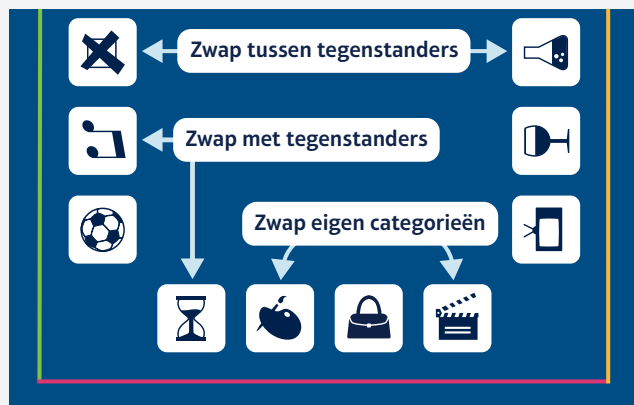 Zwap tussen tegenstanders
Zwap met tegenstanders
Zwap eigen categorieën